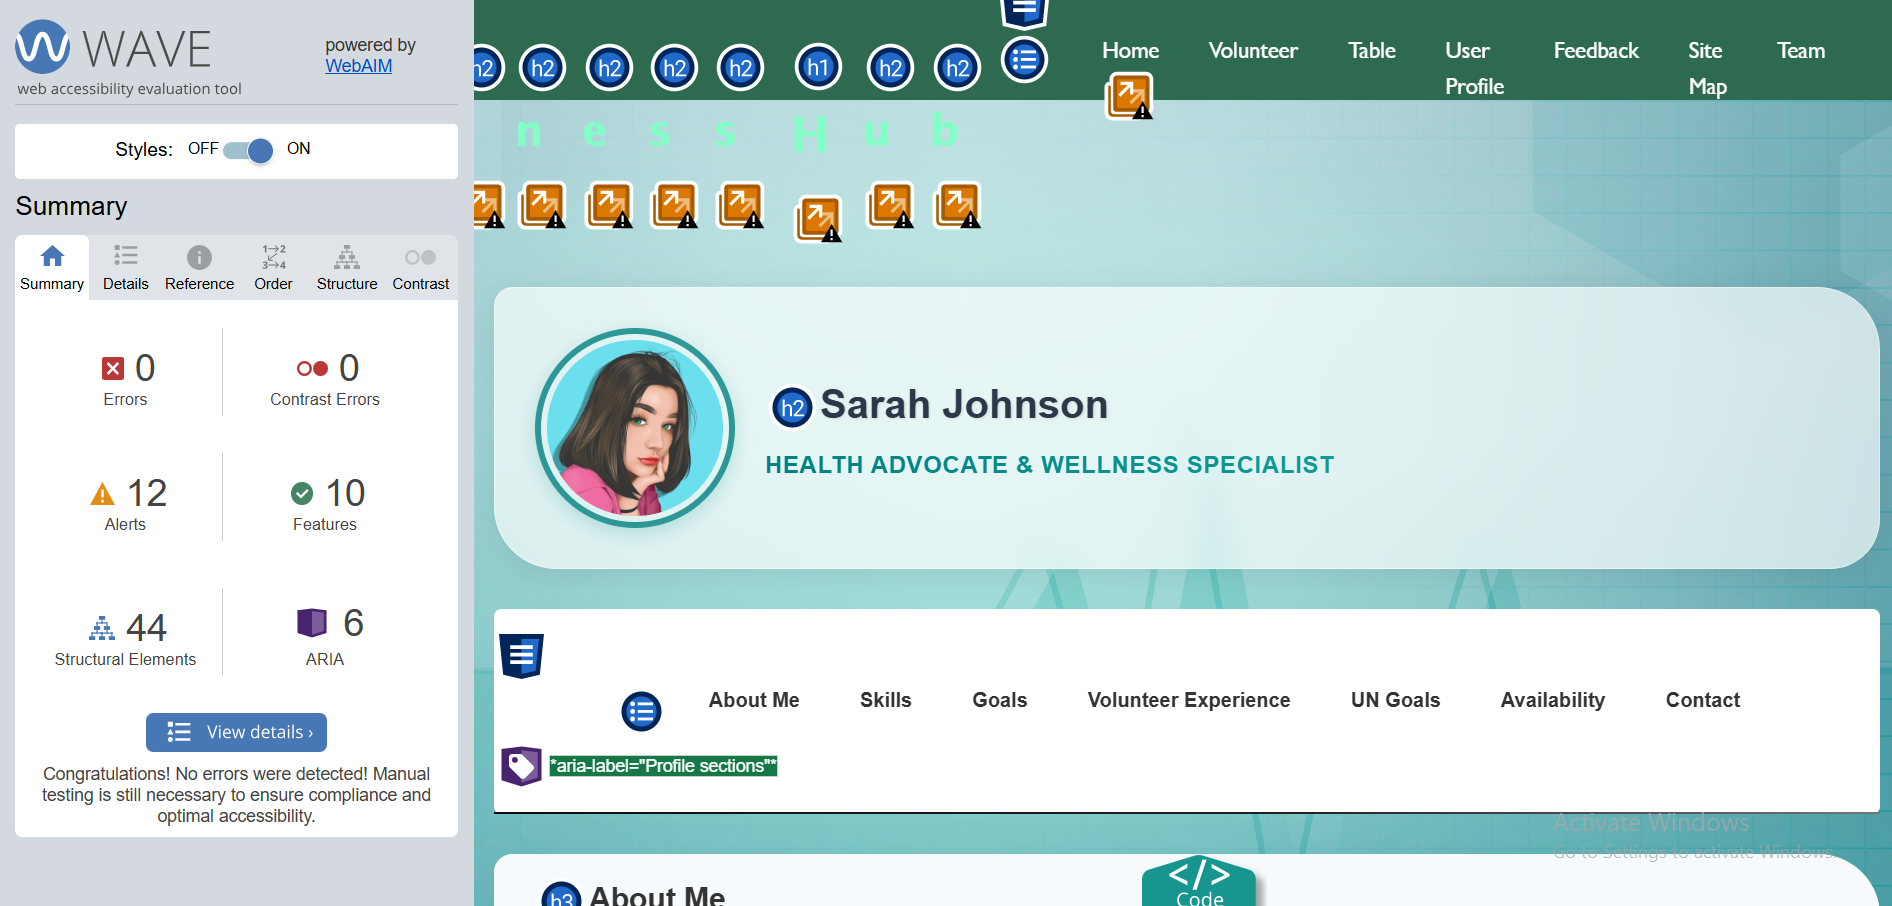 WAVE
powered by
WebAIM
web accessibility evaluation tool
Styles: OFF ON
Summary
Summary Details Reference Order Structure Contrast
0 Errors
0 Contrast Errors
12 Alerts
10 Features
44 Structural Elements
6 ARIA
View details ›
Congratulations! No errors were detected! Manual
testing is still necessary to ensure compliance and
optimal accessibility.
h2 h2 h2 h2 h2 h1 h2 h2
Home Volunteer Table User Profile Feedback Site Map Team
n e s s H u b
h2 Sarah Johnson
HEALTH ADVOCATE & WELLNESS SPECIALIST
About Me Skills Goals Volunteer Experience UN Goals Availability Contact
*aria-label="Profile sections"*
Activate Windows
Go to Settings to activate Windows.
h3 About Me
</>
Code